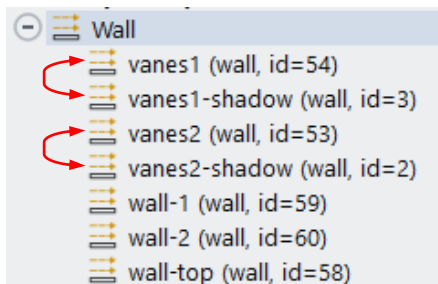 Wall
vanes1 (wall, id=54)
vanes1-shadow (wall, id=3)
vanes2 (wall, id=53)
vanes2-shadow (wall, id=2)
wall-1 (wall, id=59)
wall-2 (wall, id=60)
wall-top (wall, id=58)